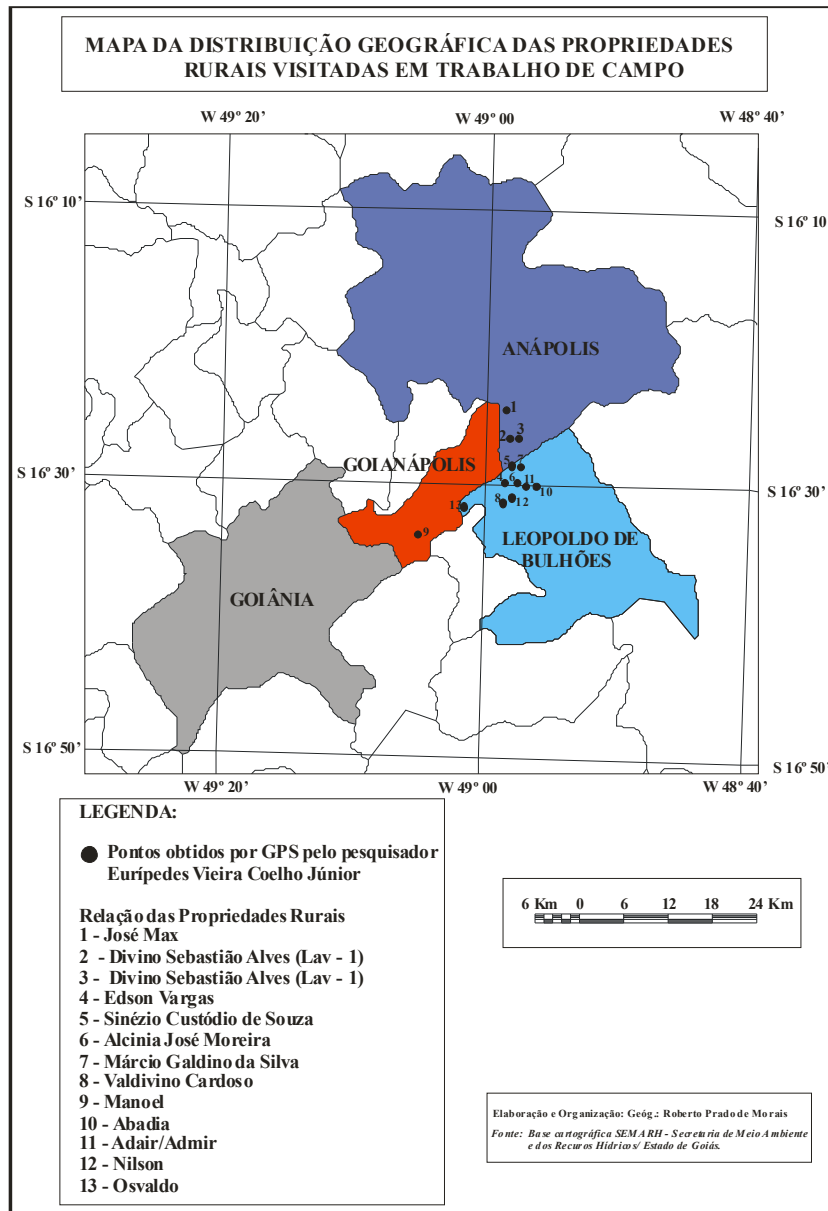 MAPA DA DISTRIBUIÇÃO GEOGRÁFICA DAS PROPRIEDADES
RURAIS VISITADAS EM TRABALHO DE CAMPO
W 49º 20' W 49º 00 W 48º 40'
S 16º 10' S 16º 10'
ANÁPOLIS
1
2 3
GOIANÁPOLIS 5 7
S 16º 30' 4 6 11 10 S 16º 30'
13 8 12
9
LEOPOLDO DE
BULHÕES
GOIÂNIA
S 16º 50' S 16º 50'
W 49º 20' W 49º 00 W 48º 40'
LEGENDA:
Pontos obtidos por GPS pelo pesquisador
Eurípedes Vieira Coelho Júnior
Relação das Propriedades Rurais
1 - José Max
2 - Divino Sebastião Alves (Lav - 1)
3 - Divino Sebastião Alves (Lav - 1)
4 - Edson Vargas
5 - Sinézio Custódio de Souza
6 - Alcinia José Moreira
7 - Márcio Galdino da Silva
8 - Valdivino Cardoso
9 - Manoel
10 - Abadia
11 - Adair/Admir
12 - Nilson
13 - Osvaldo
6 Km 0 6 12 18 24 Km
Elaboração e Organização: Geóg.: Roberto Prado de Morais
Fonte: Base cartográfica SEMARH - Secretaria de Meio Ambiente
e dos Recuros Hídricos/ Estado de Goiás.